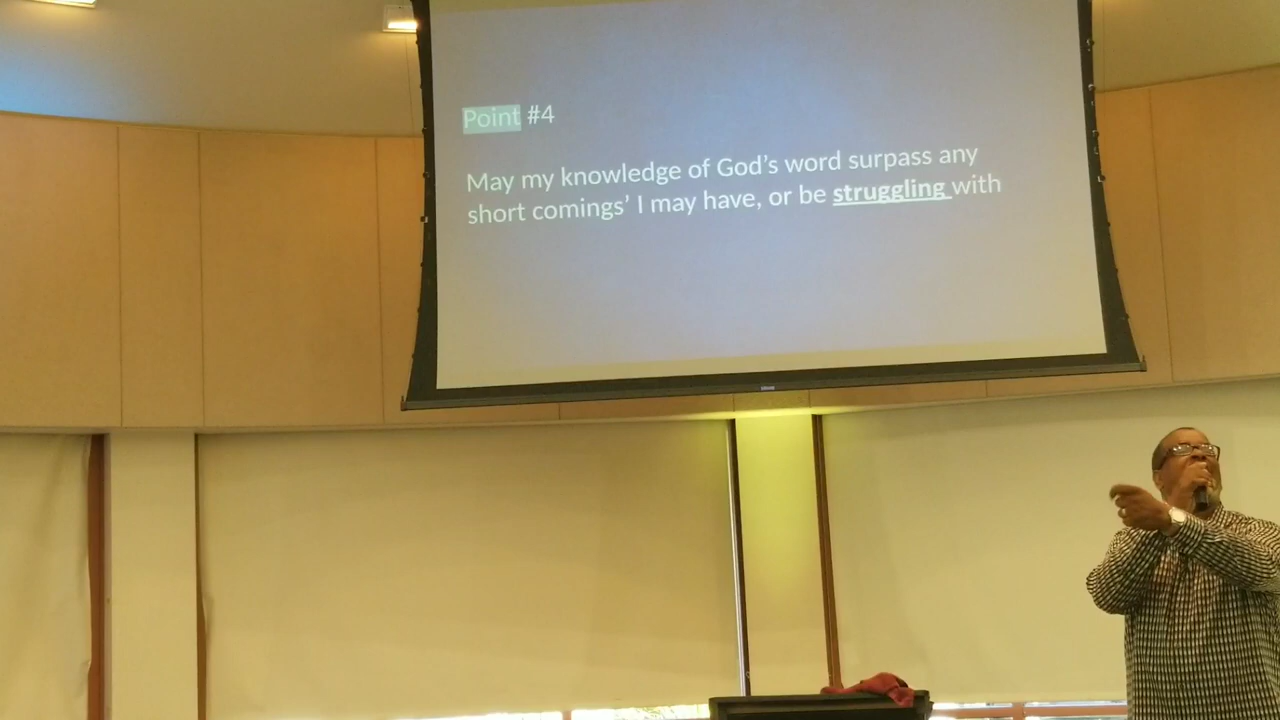 Point #4
May my knowledge of God’s word surpass any
short comings’ I may have, or be struggling with